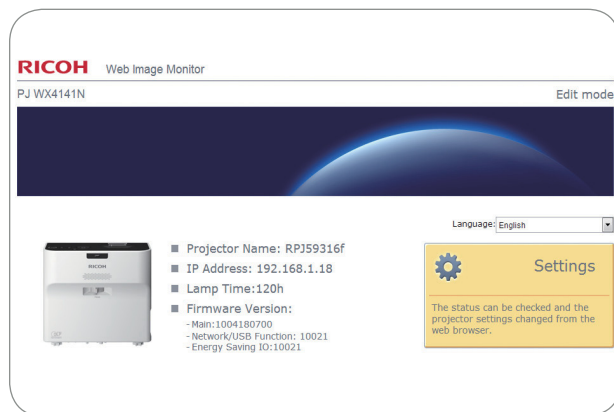 RICOH Web Image Monitor
PJ WX4141N Edit mode
Language: English
Projector Name: RPJ59316f
IP Address: 192.168.1.18
Lamp Time:120h
Firmware Version:
- Main:1004180700
- Network/USB Function: 10021
- Energy Saving IO:10021
RICOH
Settings
The status can be checked and the
projector settings changed from the
web browser.